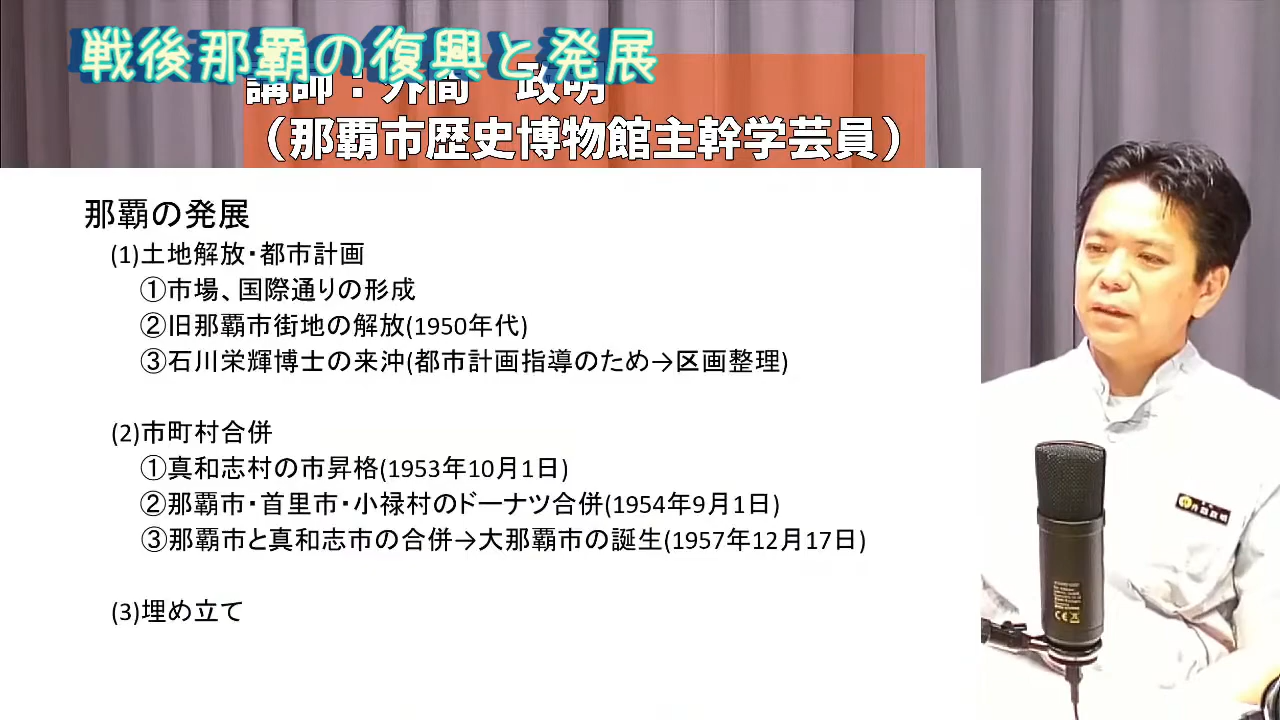 戦後那覇の復興と発展
講師：外間　政明
（那覇市歴史博物館主幹学芸員）
那覇の発展
(1)土地解放・都市計画
①市場、国際通りの形成
②旧那覇市街地の解放(1950年代)
③石川栄輝博士の来沖(都市計画指導のため→区画整理)
(2)市町村合併
①真和志村の市昇格(1953年10月1日)
②那覇市・首里市・小禄村のドーナツ合併(1954年9月1日)
③那覇市と真和志市の合併→大那覇市の誕生(1957年12月17日)
(3)埋め立て